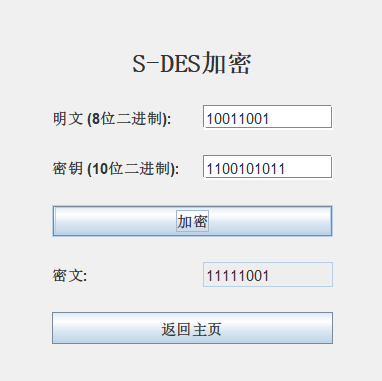 S-DES加密
明文 (8位二进制): 10011001
密钥 (10位二进制): 1100101011
加密
密文: 11111001
返回主页